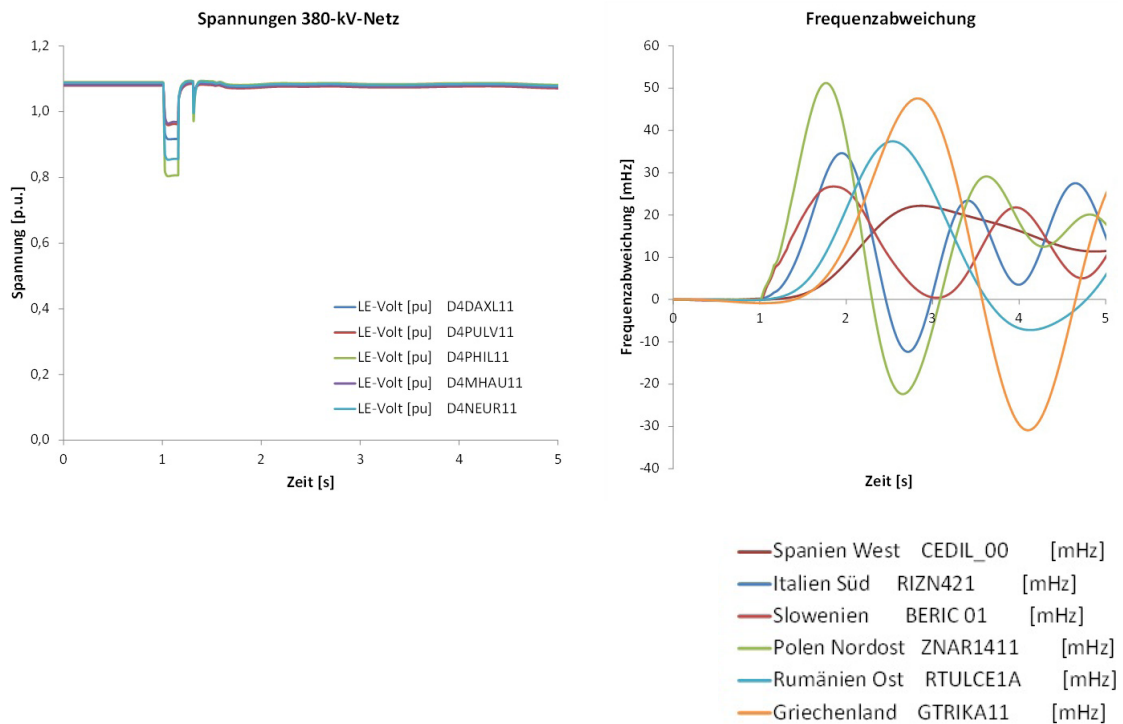 Spannungen 380-kV-Netz
1,2
1,0
0,8
0,6
0,4
0,2
0,0
Spannung [p.u.]
0 1 2 3 4 5
Zeit [s]
LE-Volt [pu] D4DAXL11
LE-Volt [pu] D4PULV11
LE-Volt [pu] D4PHIL11
LE-Volt [pu] D4MHAU11
LE-Volt [pu] D4NEUR11
Frequenzabweichung
60
50
40
30
20
10
0
-10
-20
-30
-40
Frequenzabweichung [mHz]
0 1 2 3 4 5
Zeit [s]
Spanien West CEDIL_00 [mHz]
Italien Süd RIZN421 [mHz]
Slowenien BERIC 01 [mHz]
Polen Nordost ZNAR1411 [mHz]
Rumänien Ost RTULCE1A [mHz]
Griechenland GTRIKA11 [mHz]